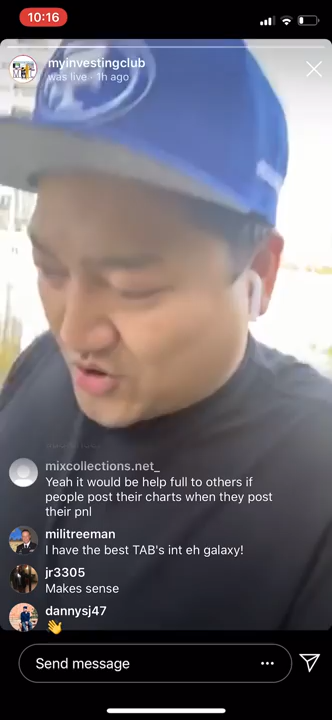 10:16
myinvestingclub
was live · 1h ago
mixcollections.net_
Yeah it would be help full to others if
people post their charts when they post
their pnl
militreeman
I have the best TAB's int eh galaxy!
jr3305
Makes sense
dannysj47
👋
Send message